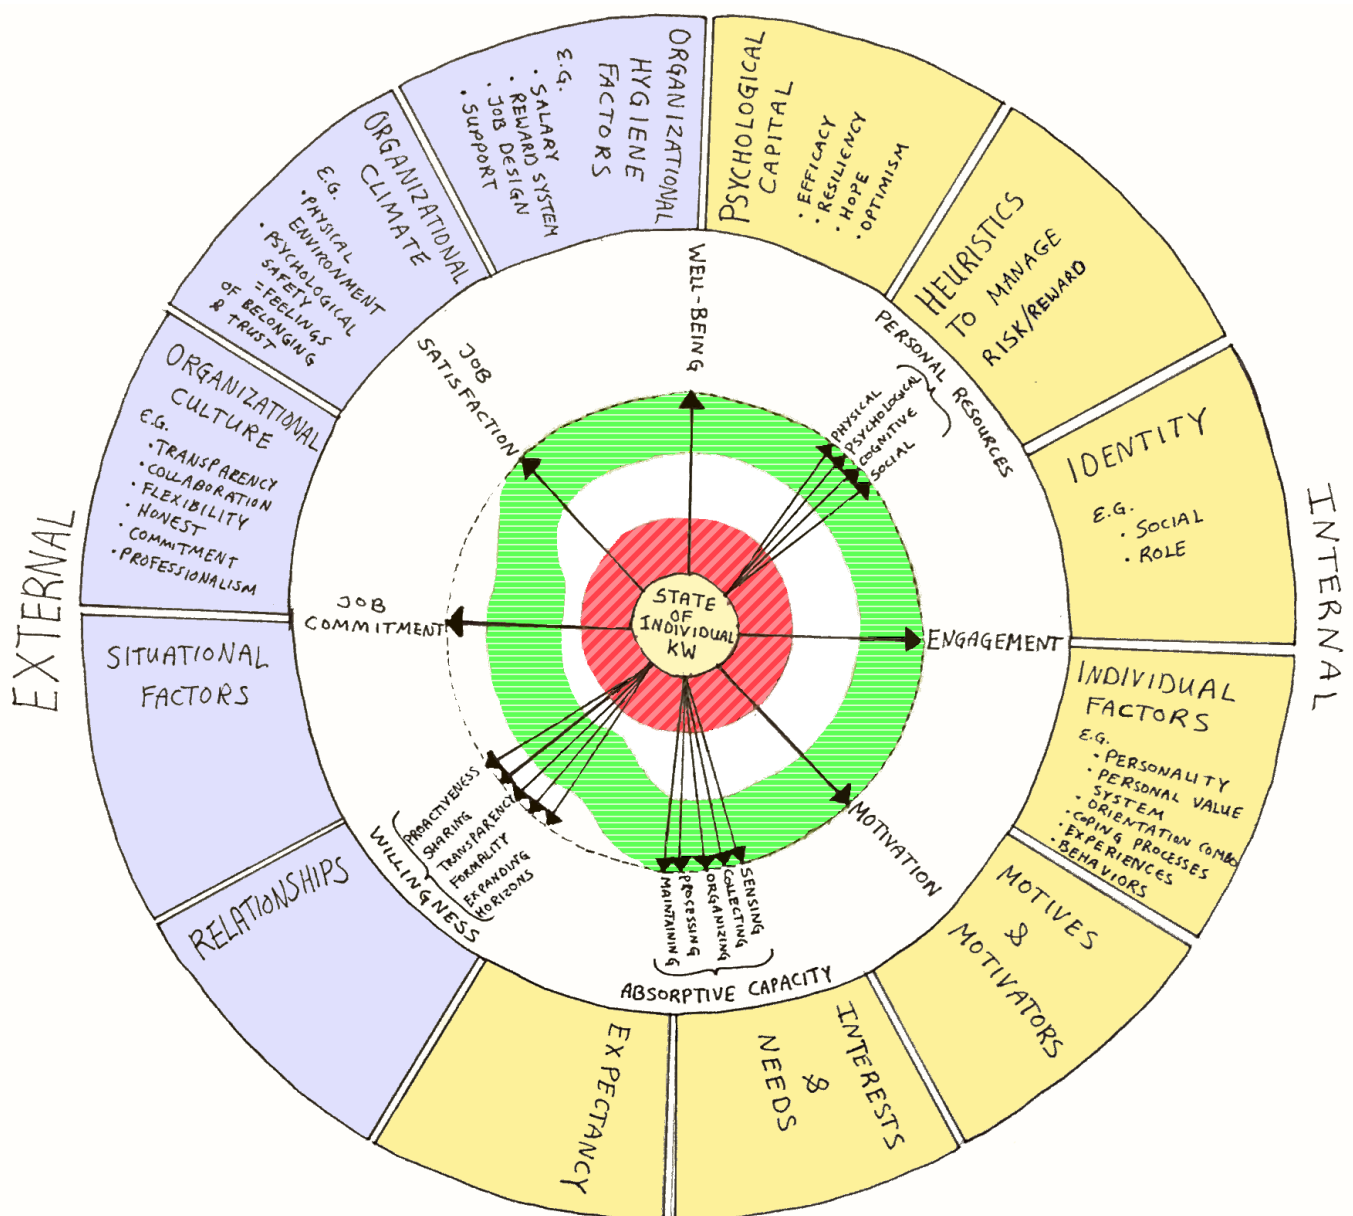 EXTERNAL
INTERNAL
ORGANIZATIONAL
HYGIENE
FACTORS
E.G.
• SALARY
• REWARD SYSTEM
• JOB DESIGN
• SUPPORT
PSYCHOLOGICAL
CAPITAL
• EFFICACY
• RESILIENCY
• HOPE
• OPTIMISM
HEURISTICS
TO MANAGE
RISK/REWARD
IDENTITY
E.G.
• SOCIAL
• ROLE
INDIVIDUAL
FACTORS
E.G.
• PERSONALITY
• PERSONAL VALUE
SYSTEM
• ORIENTATION COMBO
• COPING PROCESSES
• EXPERIENCES
• BEHAVIORS
MOTIVES
&
MOTIVATORS
INTERESTS
&
NEEDS
EXPECTANCY
RELATIONSHIPS
SITUATIONAL
FACTORS
ORGANIZATIONAL
CULTURE
E.G.
• TRANSPARENCY
• COLLABORATION
• FLEXIBILITY
• HONEST
COMMITMENT
• PROFESSIONALISM
ORGANIZATIONAL
CLIMATE
E.G.
• PHYSICAL
ENVIRONMENT
• PSYCHOLOGICAL
SAFETY
= FEELINGS
OF BELONGING
& TRUST
WELL-BEING
PERSONAL RESOURCES
PHYSICAL
PSYCHOLOGICAL
COGNITIVE
SOCIAL
ENGAGEMENT
MOTIVATION
SENSING
COLLECTING
ORGANIZING
PROCESSING
MAINTAINING
ABSORPTIVE CAPACITY
PROACTIVENESS
SHARING
TRANSPARENCY
FORMALITY
EXPANDING
HORIZONS
WILLINGNESS
JOB
COMMITMENT
JOB
SATISFACTION
STATE
OF
INDIVIDUAL
KW